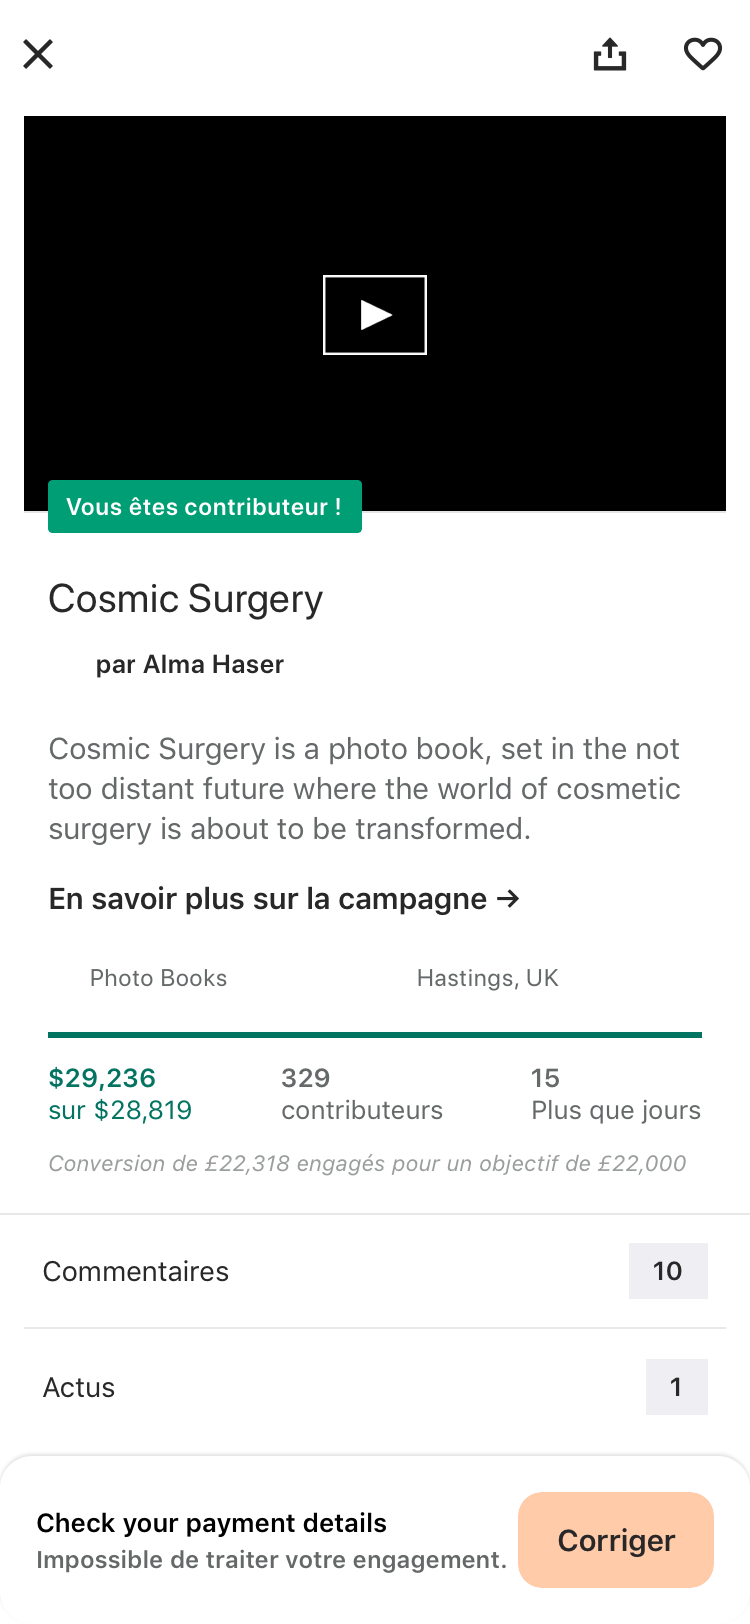 Vous êtes contributeur !
Cosmic Surgery
par Alma Haser
Cosmic Surgery is a photo book, set in the not
too distant future where the world of cosmetic
surgery is about to be transformed.
En savoir plus sur la campagne →
Photo Books
Hastings, UK
$29,236
sur $28,819
329
contributeurs
15
Plus que jours
Conversion de £22,318 engagés pour un objectif de £22,000
Commentaires
10
Actus
1
Check your payment details
Impossible de traiter votre engagement.
Corriger